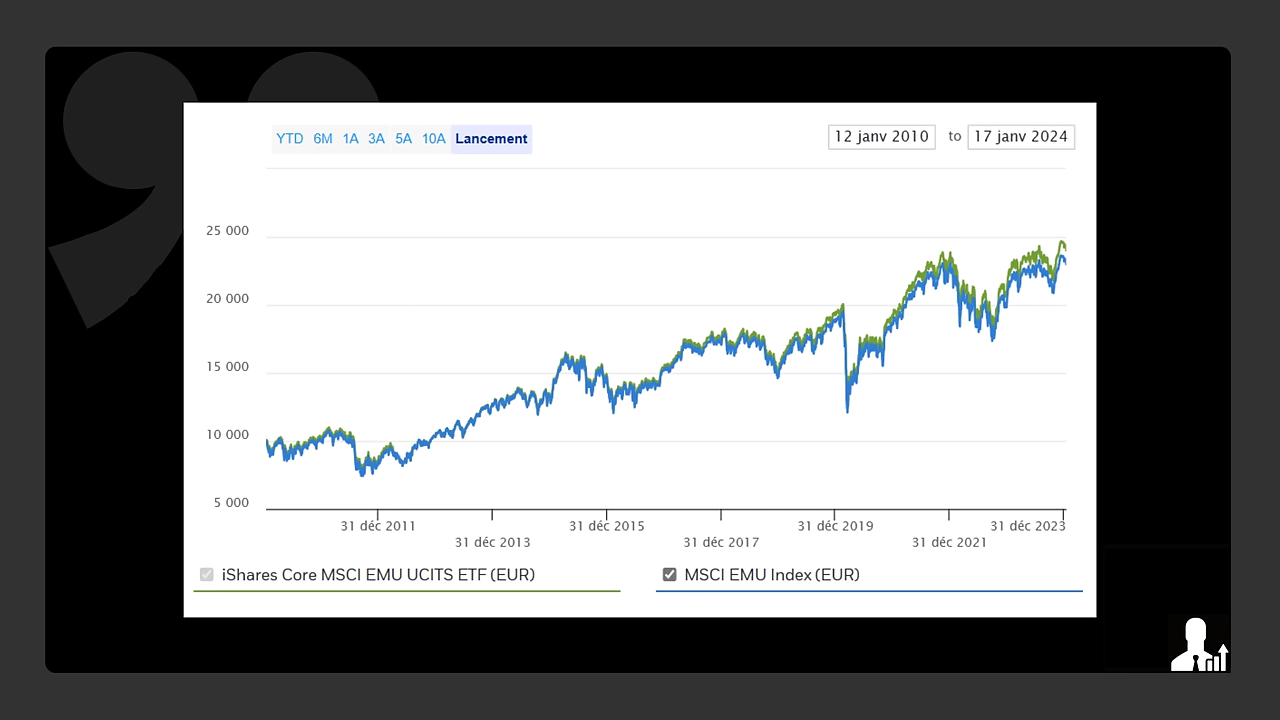 YTD 6M 1A 3A 5A 10A Lancement
12 janv 2010 to 17 janv 2024
25 000
20 000
15 000
10 000
5 000
31 déc 2011 31 déc 2015 31 déc 2019 31 déc 2023
31 déc 2013 31 déc 2017 31 déc 2021
iShares Core MSCI EMU UCITS ETF (EUR)
MSCI EMU Index (EUR)